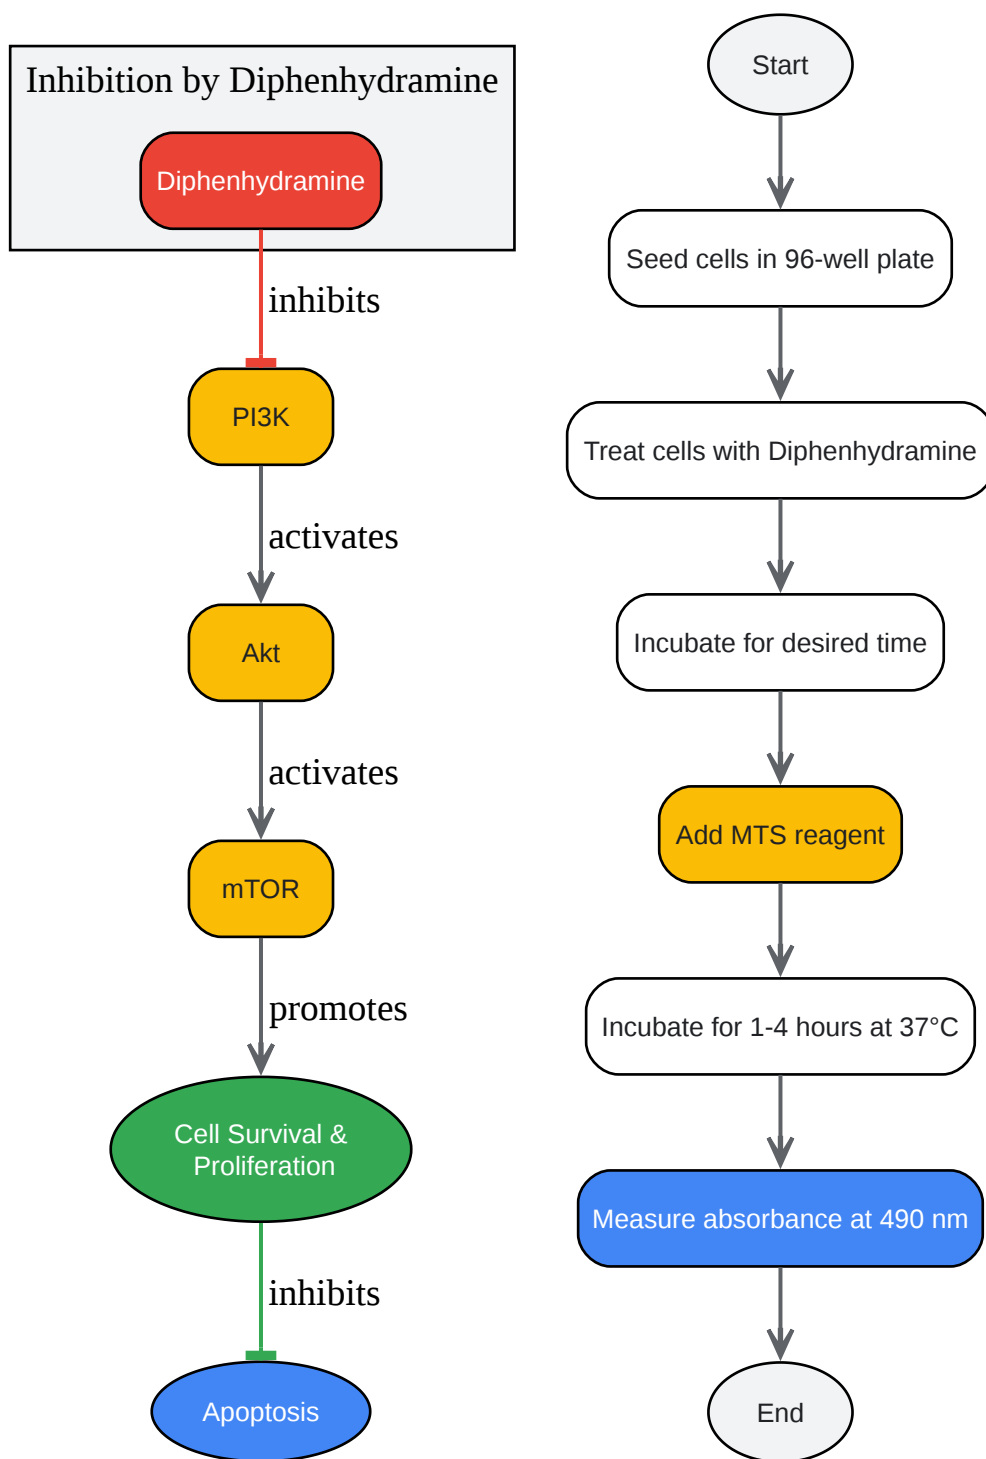 Inhibition by Diphenhydramine
Diphenhydramine
inhibits
PI3K
activates
Akt
activates
mTOR
promotes
Cell Survival &
Proliferation
inhibits
Apoptosis
Start
Seed cells in 96-well plate
Treat cells with Diphenhydramine
Incubate for desired time
Add MTS reagent
Incubate for 1-4 hours at 37°C
Measure absorbance at 490 nm
End